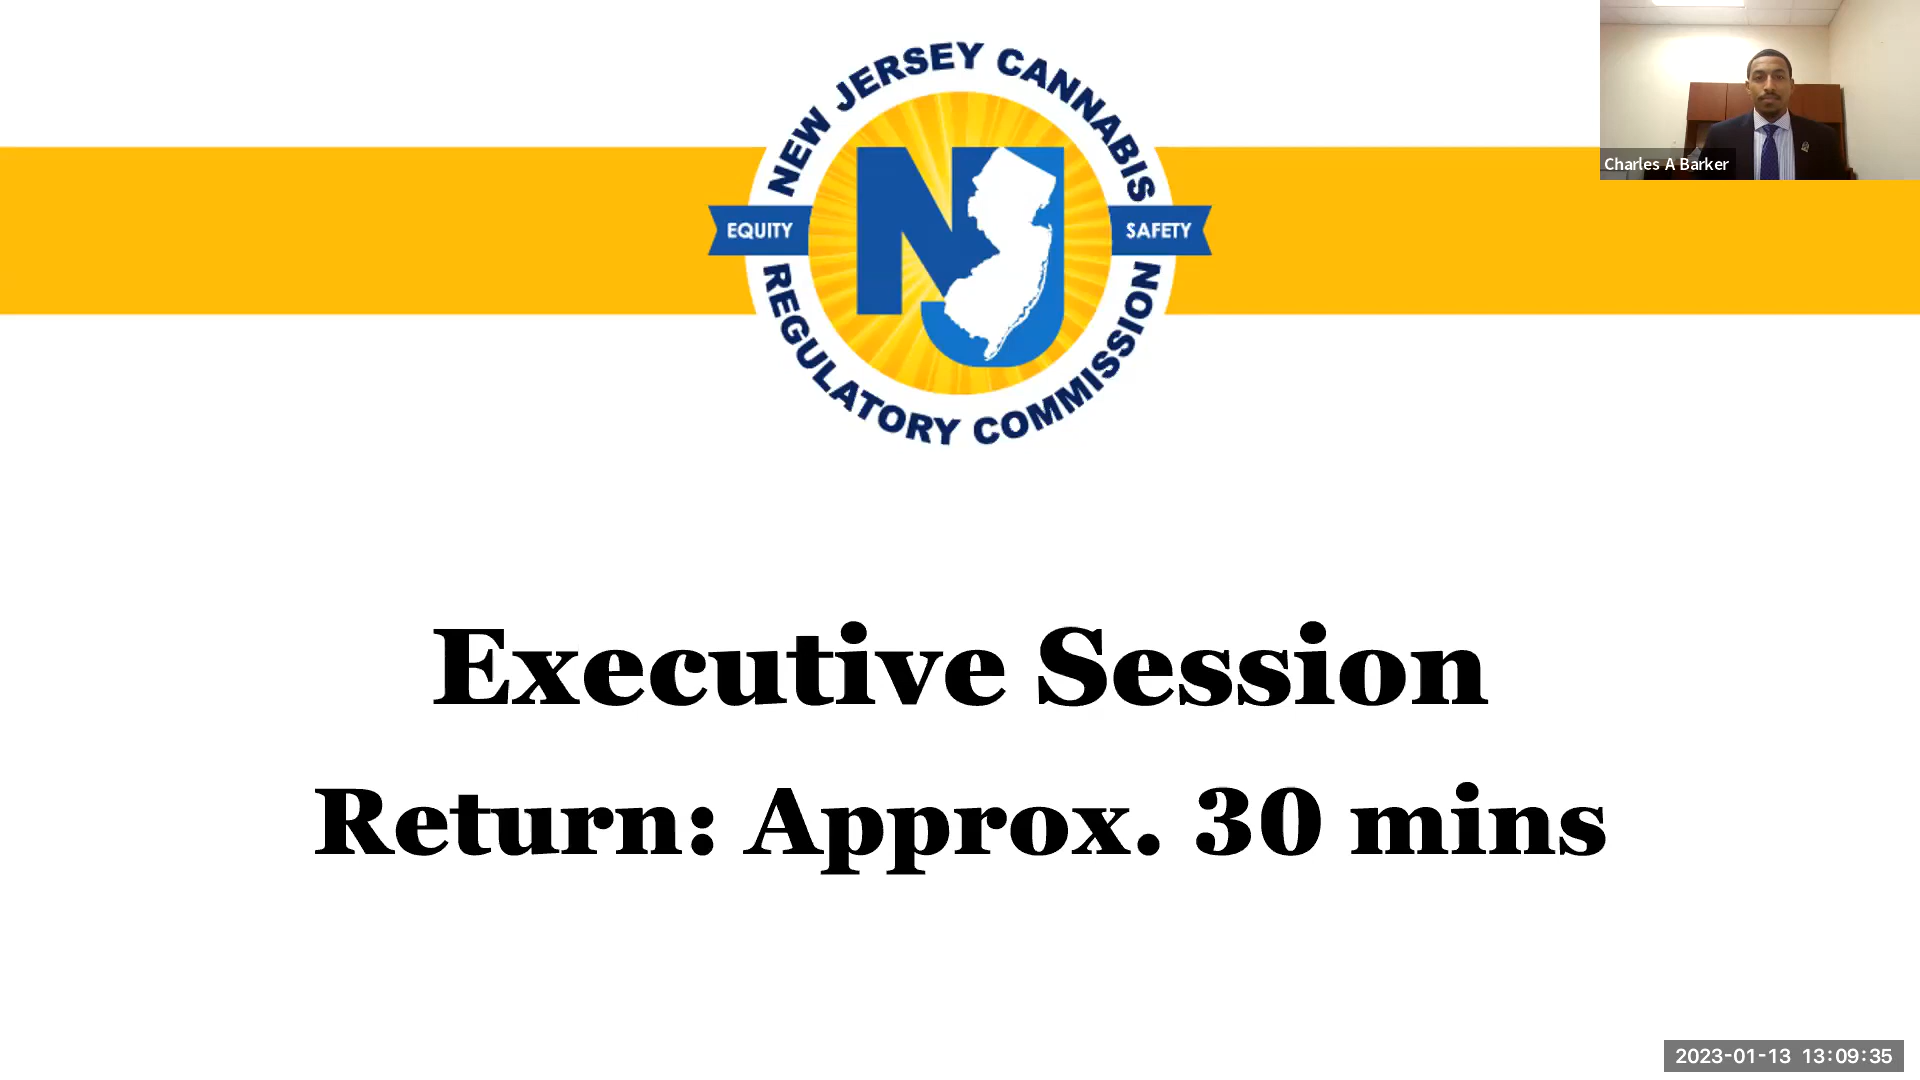 NEW JERSEY CANNABIS
EQUITY
SAFETY
REGULATORY COMMISSION
NJ
Charles A Barker
Executive Session
Return: Approx. 30 mins
2023-01-13 13:09:35